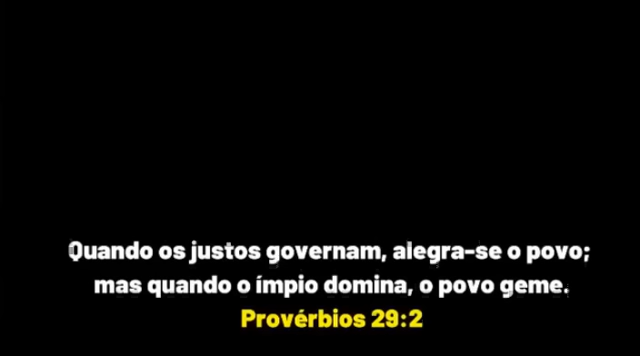 Quando os justos governam, alegra-se o povo;
mas quando o ímpio domina, o povo geme.
Provérbios 29:2